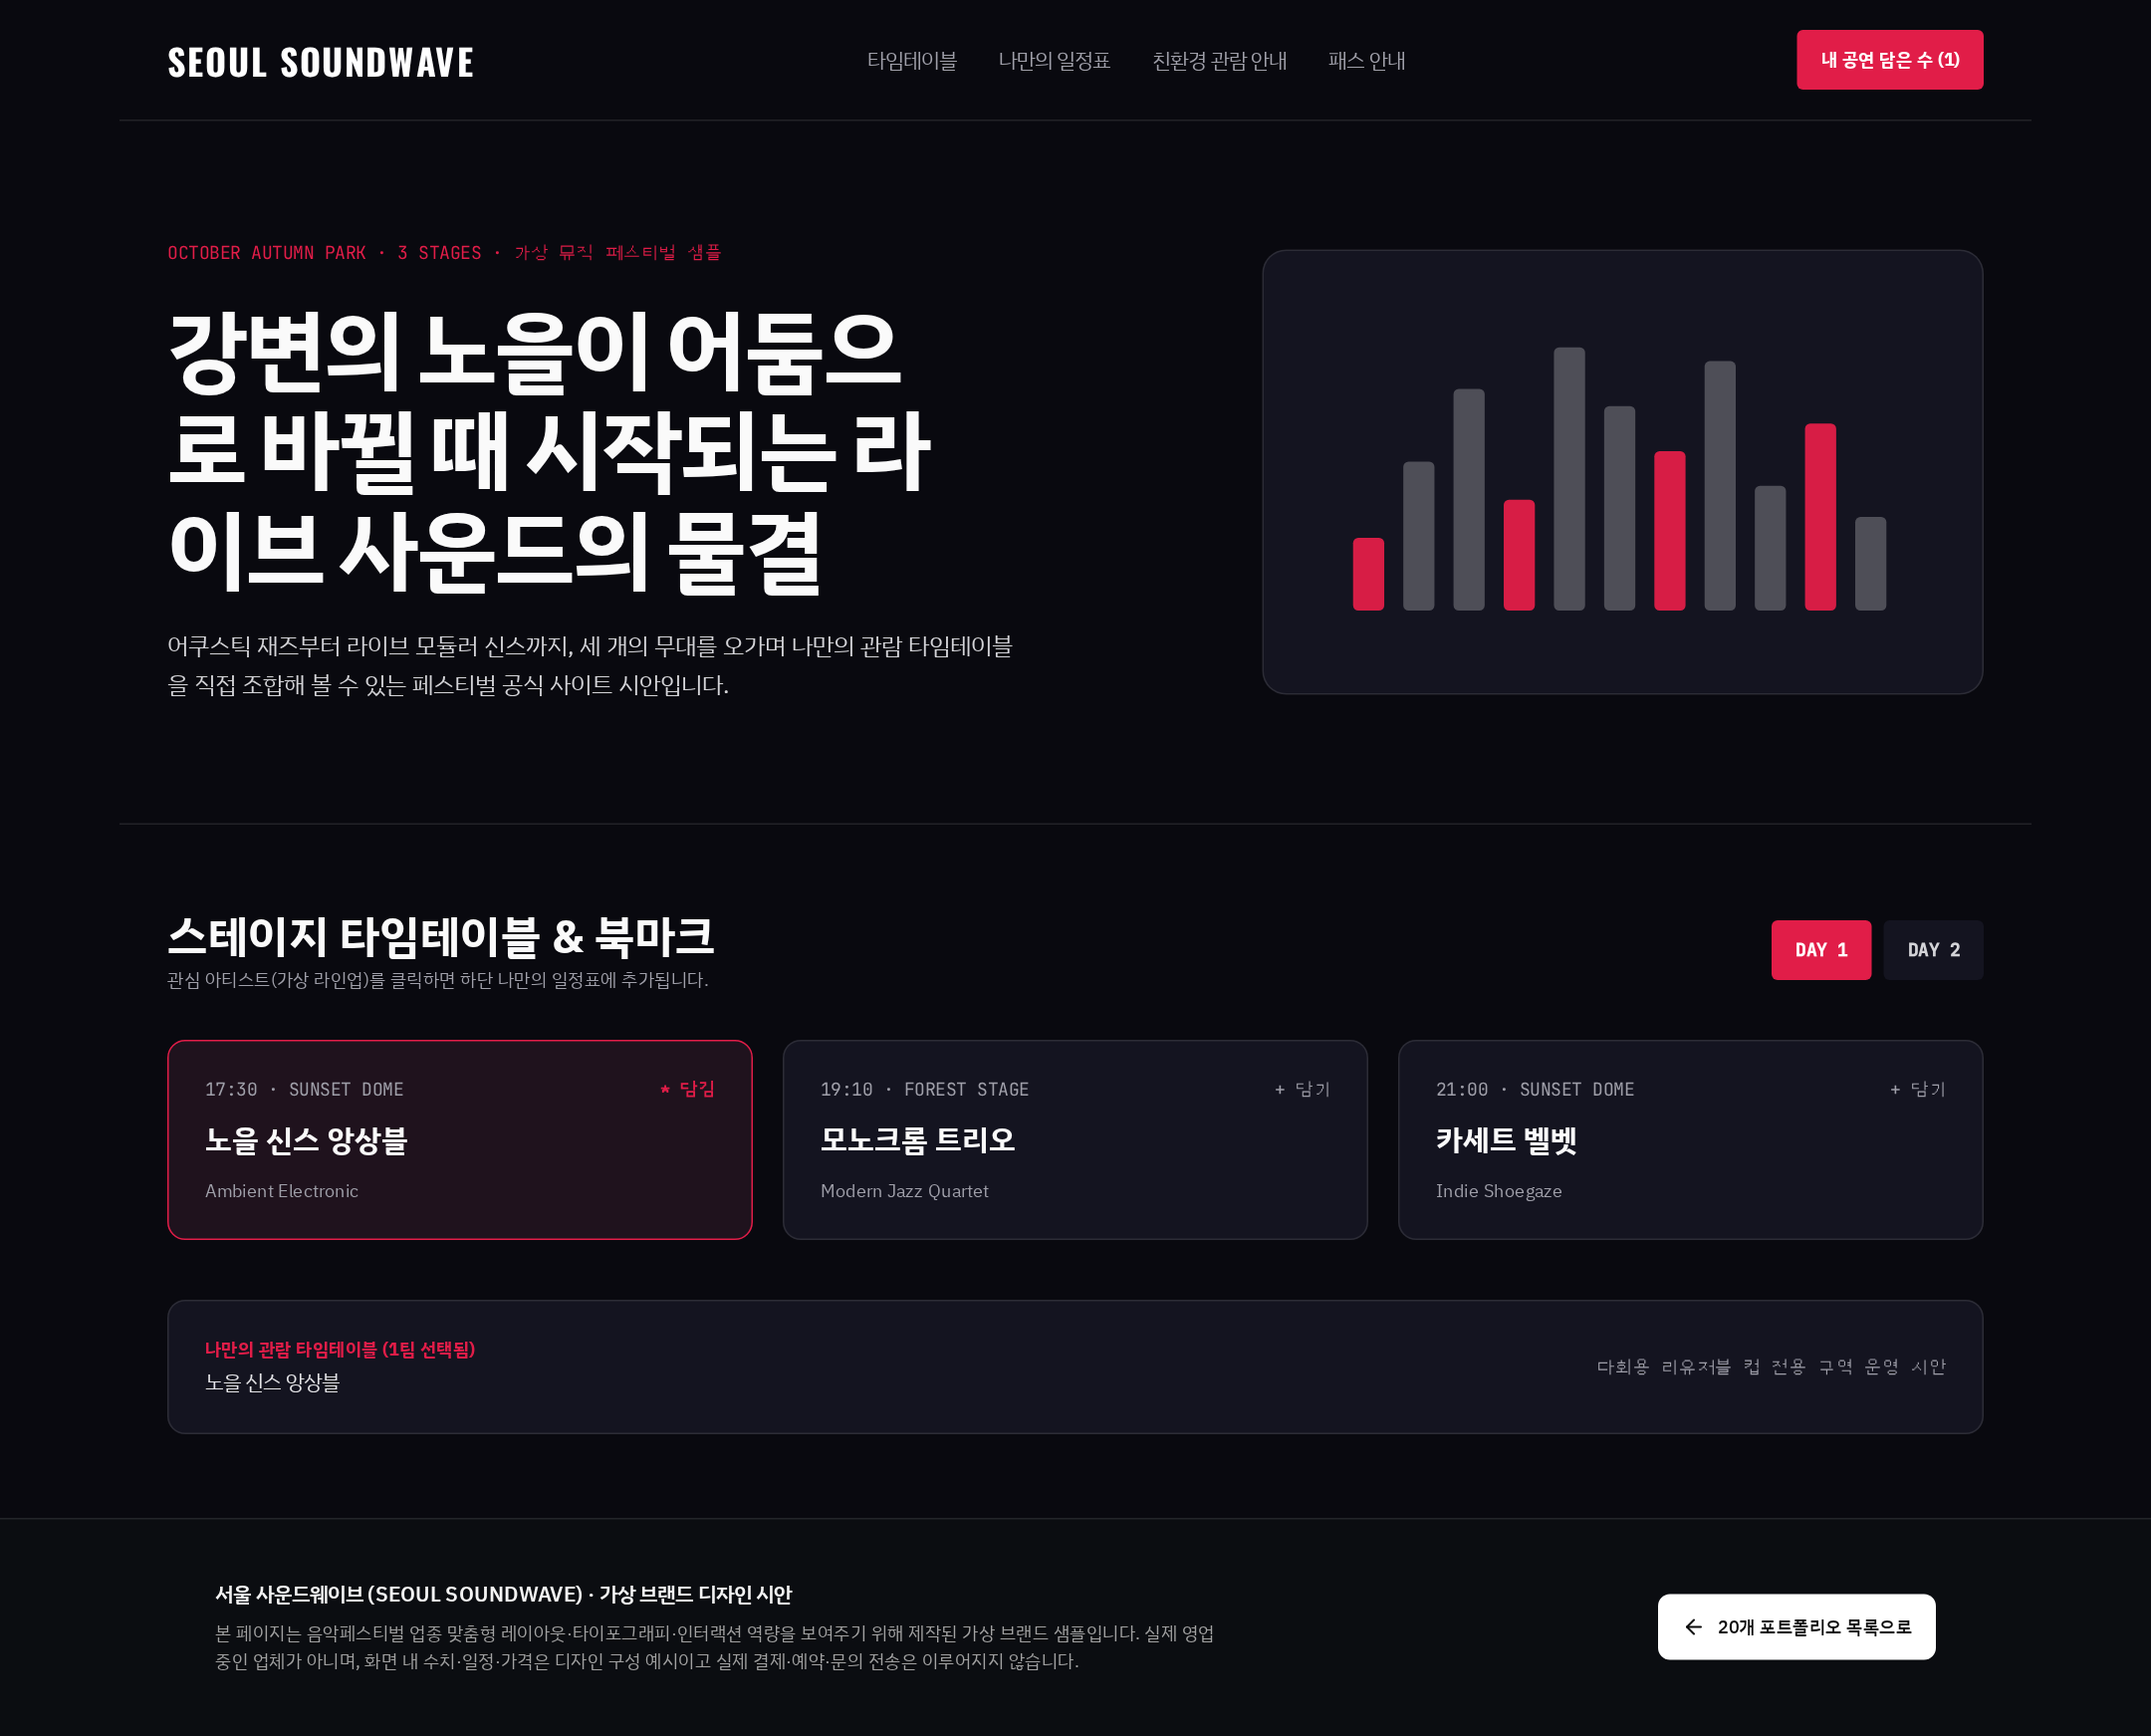 SEOUL SOUNDWAVE
타임테이블
나만의 일정표
친환경 관람 안내
패스 안내
내 공연 담은 수 (1)
OCTOBER AUTUMN PARK · 3 STAGES · 가상 뮤직 페스티벌 샘플
강변의 노을이 어둠으
로 바뀔 때 시작되는 라
이브 사운드의 물결
어쿠스틱 재즈부터 라이브 모듈러 신스까지, 세 개의 무대를 오가며 나만의 관람 타임테이블
을 직접 조합해 볼 수 있는 페스티벌 공식 사이트 시안입니다.
스테이지 타임테이블 & 북마크
관심 아티스트(가상 라인업)를 클릭하면 하단 나만의 일정표에 추가됩니다.
DAY 1
DAY 2
17:30 · SUNSET DOME
★ 담김
노을 신스 앙상블
Ambient Electronic
19:10 · FOREST STAGE
+ 담기
모노크롬 트리오
Modern Jazz Quartet
21:00 · SUNSET DOME
+ 담기
카세트 벨벳
Indie Shoegaze
나만의 관람 타임테이블 (1팀 선택됨)
노을 신스 앙상블
다회용 리유저블 컵 전용 구역 운영 시안
서울 사운드웨이브 (SEOUL SOUNDWAVE) · 가상 브랜드 디자인 시안
본 페이지는 음악페스티벌 업종 맞춤형 레이아웃·타이포그래피·인터랙션 역량을 보여주기 위해 제작된 가상 브랜드 샘플입니다. 실제 영업
중인 업체가 아니며, 화면 내 수치·일정·가격은 디자인 구성 예시이고 실제 결제·예약·문의 전송은 이루어지지 않습니다.
← 20개 포트폴리오 목록으로